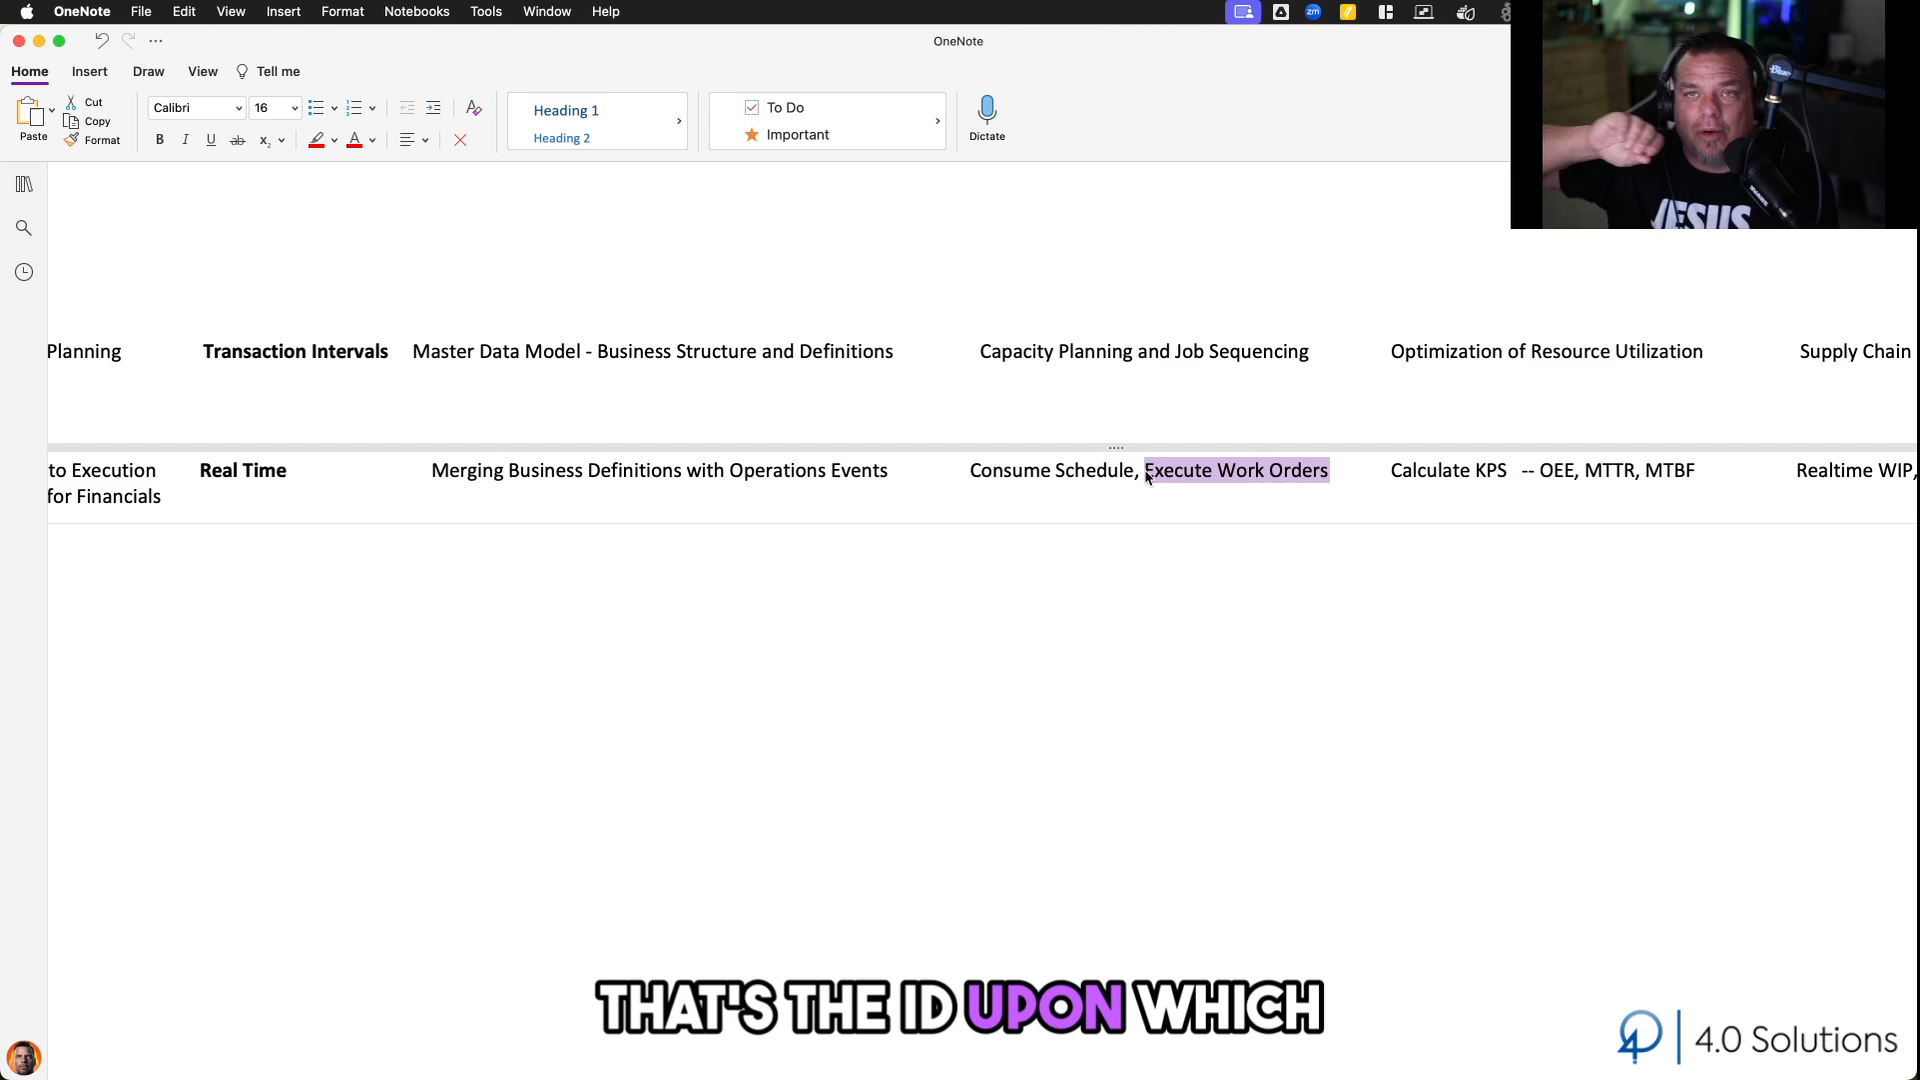 OneNote File Edit View Insert Format Notebooks Tools Window Help
zm
OneNote
Home Insert Draw View Tell me
Paste
Cut
Copy
Format
Calibri 16
B I U ab x2 A
Heading 1
Heading 2
To Do
Important
Dictate
Blue
JESUS
Planning Transaction Intervals Master Data Model - Business Structure and Definitions Capacity Planning and Job Sequencing Optimization of Resource Utilization Supply Chain
to Execution Real Time Merging Business Definitions with Operations Events Consume Schedule, Execute Work Orders Calculate KPS -- OEE, MTTR, MTBF Realtime WIP,
for Financials
THAT'S THE ID UPON WHICH
4.0 Solutions